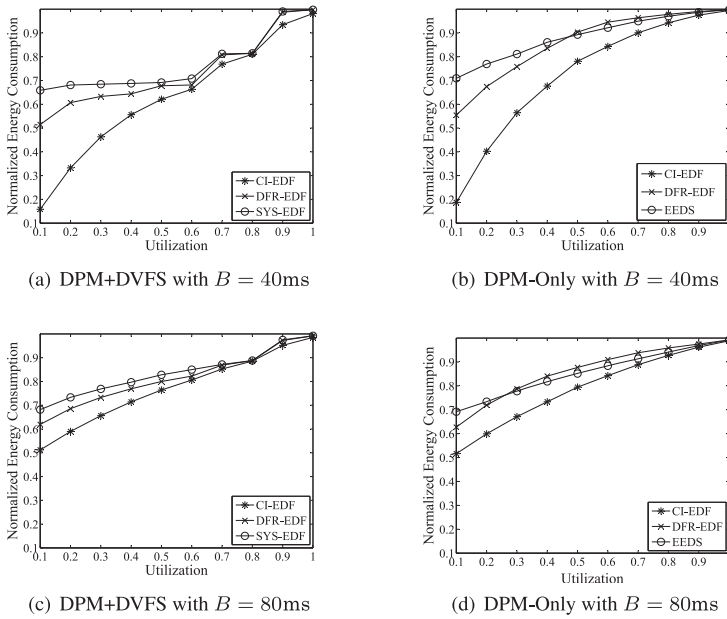 Normalized Energy Consumption
1.0
0.9
0.8
0.7
0.6
0.5
0.4
0.3
0.2
0.1
0.1 0.2 0.3 0.4 0.5 0.6 0.7 0.8 0.9 1
Utilization
CI-EDF
DFR-EDF
SYS-EDF
(a) DPM+DVFS with B = 40ms
Normalized Energy Consumption
1.0
0.9
0.8
0.7
0.6
0.5
0.4
0.3
0.2
0.1
0.1 0.2 0.3 0.4 0.5 0.6 0.7 0.8 0.9
Utilization
CI-EDF
DFR-EDF
EEDS
(b) DPM-Only with B = 40ms
Normalized Energy Consumption
1.0
0.9
0.8
0.7
0.6
0.5
0.4
0.3
0.2
0.1
0.1 0.2 0.3 0.4 0.5 0.6 0.7 0.8 0.9 1
Utilization
CI-EDF
DFR-EDF
SYS-EDF
(c) DPM+DVFS with B = 80ms
Normalized Energy Consumption
1.0
0.9
0.8
0.7
0.6
0.5
0.4
0.3
0.2
0.1
0.1 0.2 0.3 0.4 0.5 0.6 0.7 0.8 0.9
Utilization
CI-EDF
DFR-EDF
EEDS
(d) DPM-Only with B = 80ms